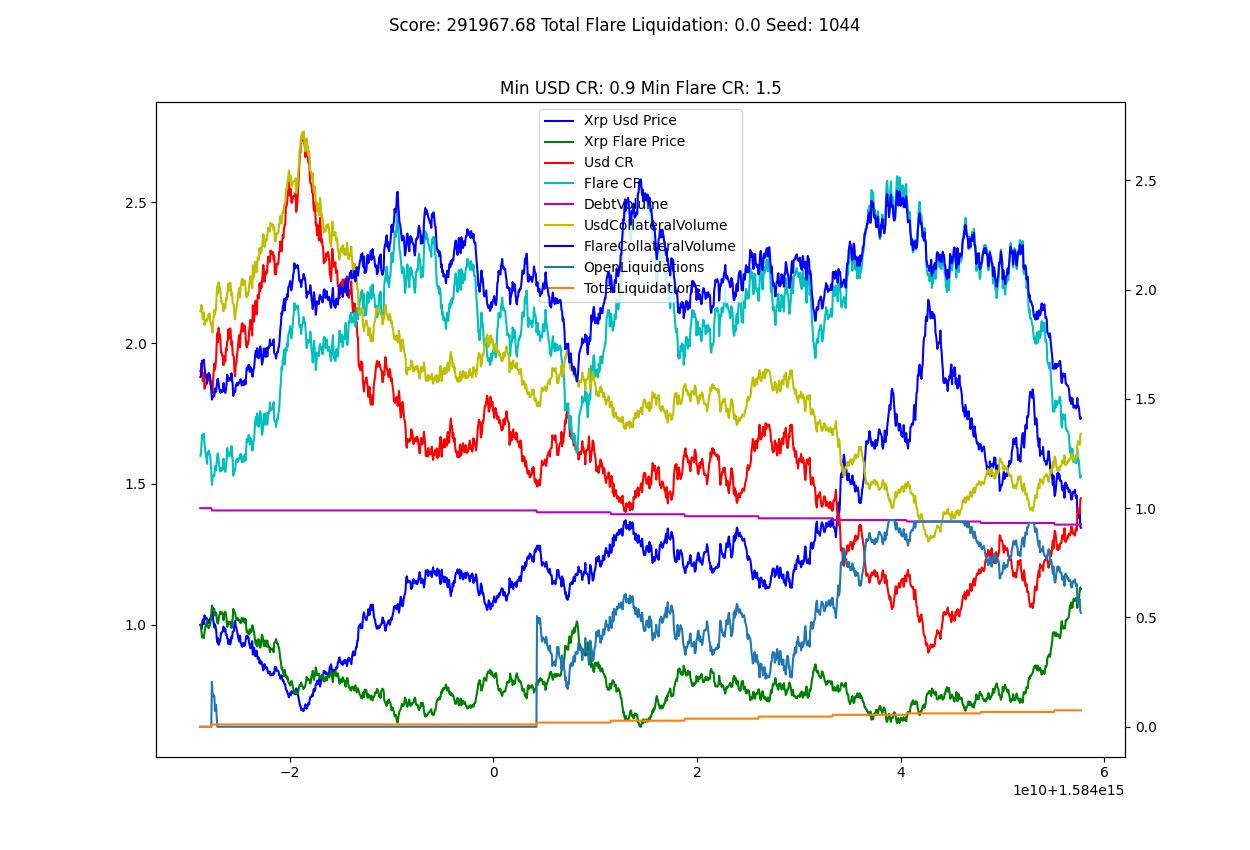 Score: 291967.68 Total Flare Liquidation: 0.0 Seed: 1044
Min USD CR: 0.9 Min Flare CR: 1.5
Xrp Usd Price
Xrp Flare Price
Usd CR
Flare CR
DebtVolume
UsdCollateralVolume
FlareCollateralVolume
OpenLiquidations
TotalLiquidations
2.5
2.0
1.5
1.0
2.5
2.0
1.5
1.0
0.5
0.0
−2
0
2
4
6
1e10+1.584e15